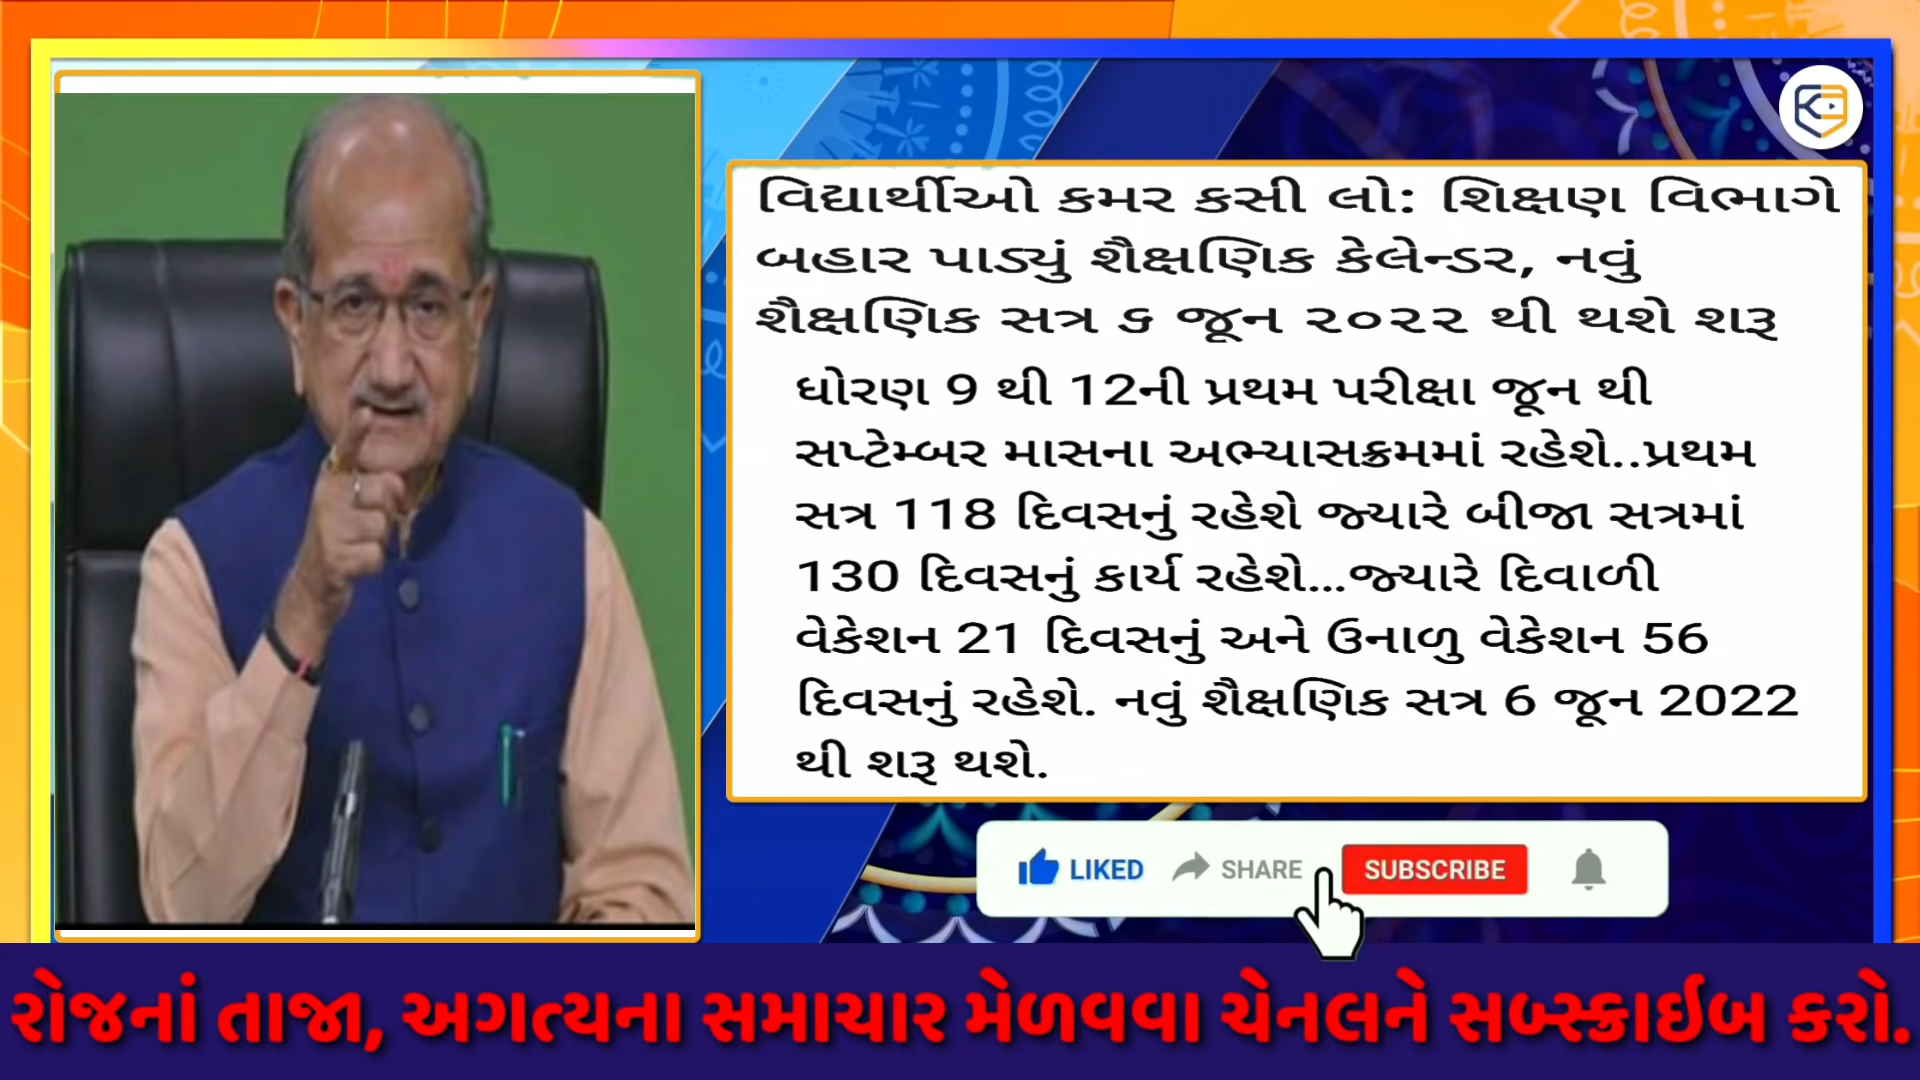 વિદ્યાર્થીઓ કમર કસી લો: શિક્ષણ વિભાગે
બહાર પાડ્યું શૈક્ષણિક કેલેન્ડર, નવું
શૈક્ષણિક સત્ર ૬ જૂન ૨૦૨૨ થી થશે શરૂ
ધોરણ 9 થી 12ની પ્રથમ પરીક્ષા જૂન થી
સપ્ટેમ્બર માસના અભ્યાસક્રમમાં રહેશે..પ્રથમ
સત્ર 118 દિવસનું રહેશે જ્યારે બીજા સત્રમાં
130 દિવસનું કાર્ય રહેશે...જ્યારે દિવાળી
વેકેશન 21 દિવસનું અને ઉનાળુ વેકેશન 56
દિવસનું રહેશે. નવું શૈક્ષણિક સત્ર 6 જૂન 2022
થી શરૂ થશે.
LIKED SHARE SUBSCRIBE
રોજનાં તાજા, અગત્યના સમાચાર મેળવવા ચેનલને સબ્સ્ક્રાઈબ કરો.